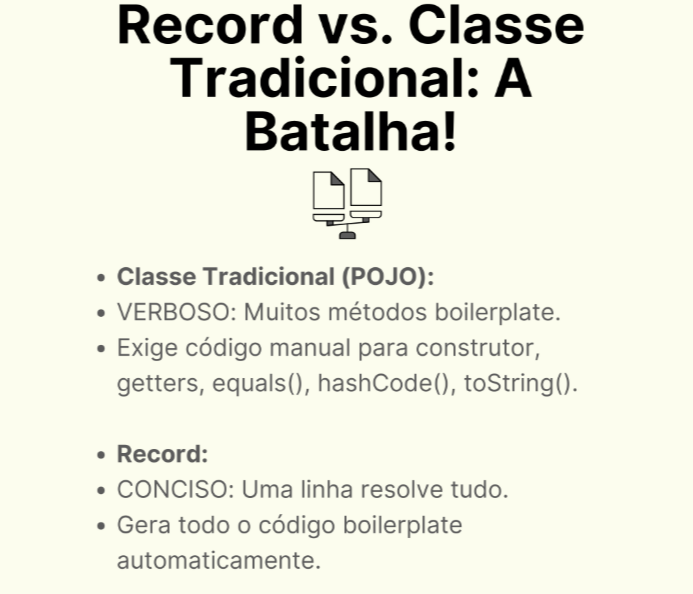 Record vs. Classe
Tradicional: A
Batalha!
• Classe Tradicional (POJO):
• VERBOSO: Muitos métodos boilerplate.
• Exige código manual para construtor,
getters, equals(), hashCode(), toString().
• Record:
• CONCISO: Uma linha resolve tudo.
• Gera todo o código boilerplate
automaticamente.